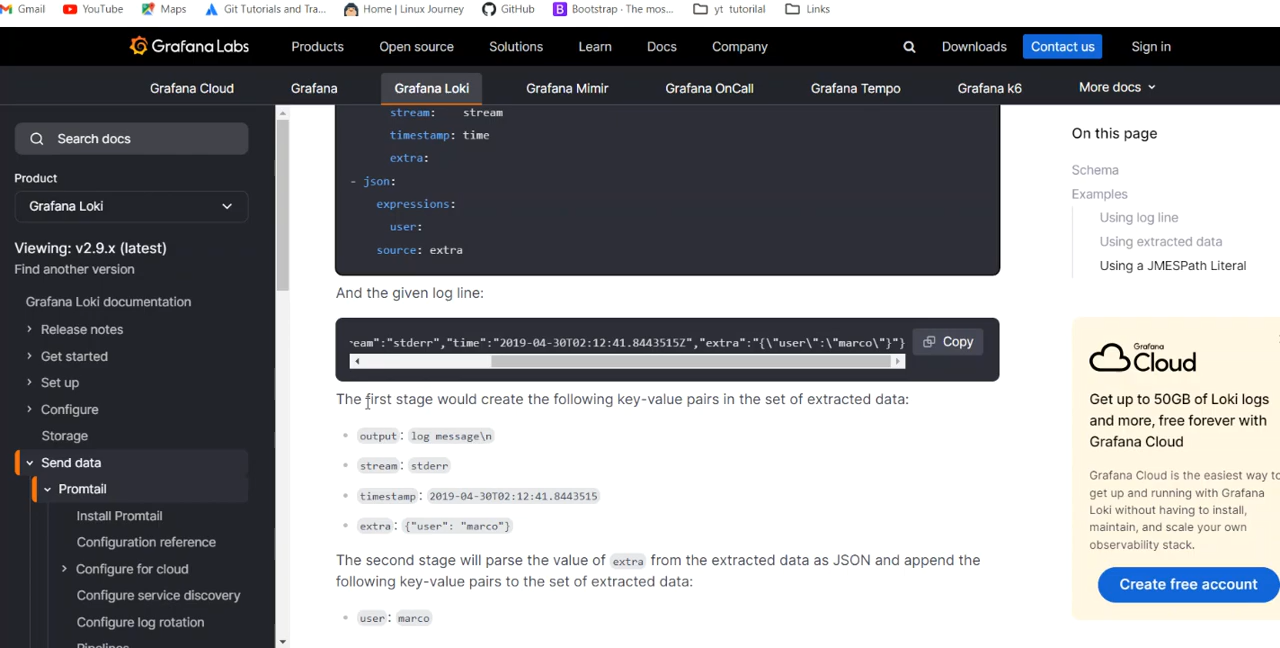 Gmail YouTube Maps Git Tutorials and Tra... Home | Linux Journey GitHub Bootstrap · The mos... yt tutorilal Links
Grafana Labs Products Open source Solutions Learn Docs Company Downloads Contact us Sign in
Grafana Cloud Grafana Grafana Loki Grafana Mimir Grafana OnCall Grafana Tempo Grafana k6 More docs
Search docs
Product
Grafana Loki
Viewing: v2.9.x (latest)
Find another version
Grafana Loki documentation
Release notes
Get started
Set up
Configure
Storage
Send data
Promtail
Install Promtail
Configuration reference
Configure for cloud
Configure service discovery
Configure log rotation
Pipelines
stream: stream
timestamp: time
extra:
- json:
expressions:
user:
source: extra
And the given log line:
ream":"stderr","time":"2019-04-30T02:12:41.8443515Z","extra":"{\"user\":\"marco\"}"}
Copy
The first stage would create the following key-value pairs in the set of extracted data:
output: log message\n
stream: stderr
timestamp: 2019-04-30T02:12:41.8443515
extra: {"user": "marco"}
The second stage will parse the value of extra from the extracted data as JSON and append the
following key-value pairs to the set of extracted data:
user: marco
On this page
Schema
Examples
Using log line
Using extracted data
Using a JMESPath Literal
Grafana
Cloud
Get up to 50GB of Loki logs
and more, free forever with
Grafana Cloud
Grafana Cloud is the easiest way to
get up and running with Grafana
Loki without having to install,
maintain, and scale your own
observability stack.
Create free account